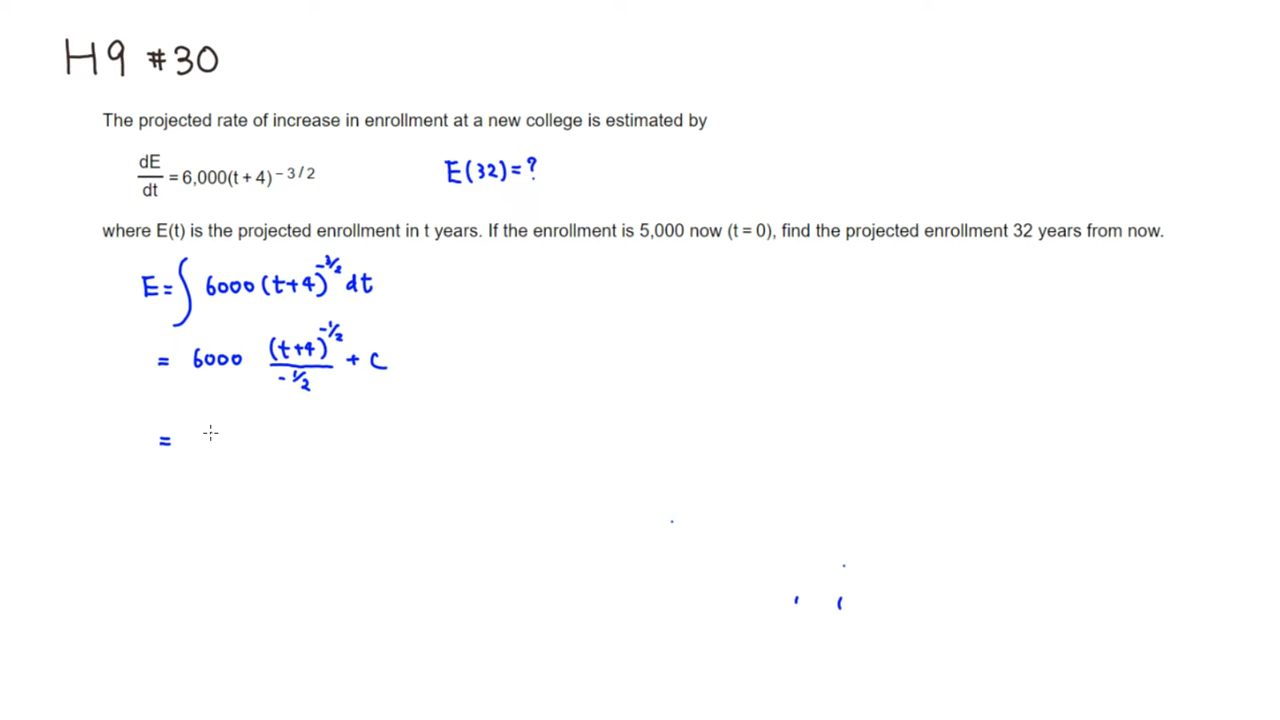 H9 #30
The projected rate of increase in enrollment at a new college is estimated by
dE/dt = 6,000(t + 4)^(-3/2)
E(32) = ?
where E(t) is the projected enrollment in t years. If the enrollment is 5,000 now (t = 0), find the projected enrollment 32 years from now.
E = ∫ 6000 (t+4)^(-3/2) dt
= 6000 (t+4)^(-1/2) / (-1/2) + C
=